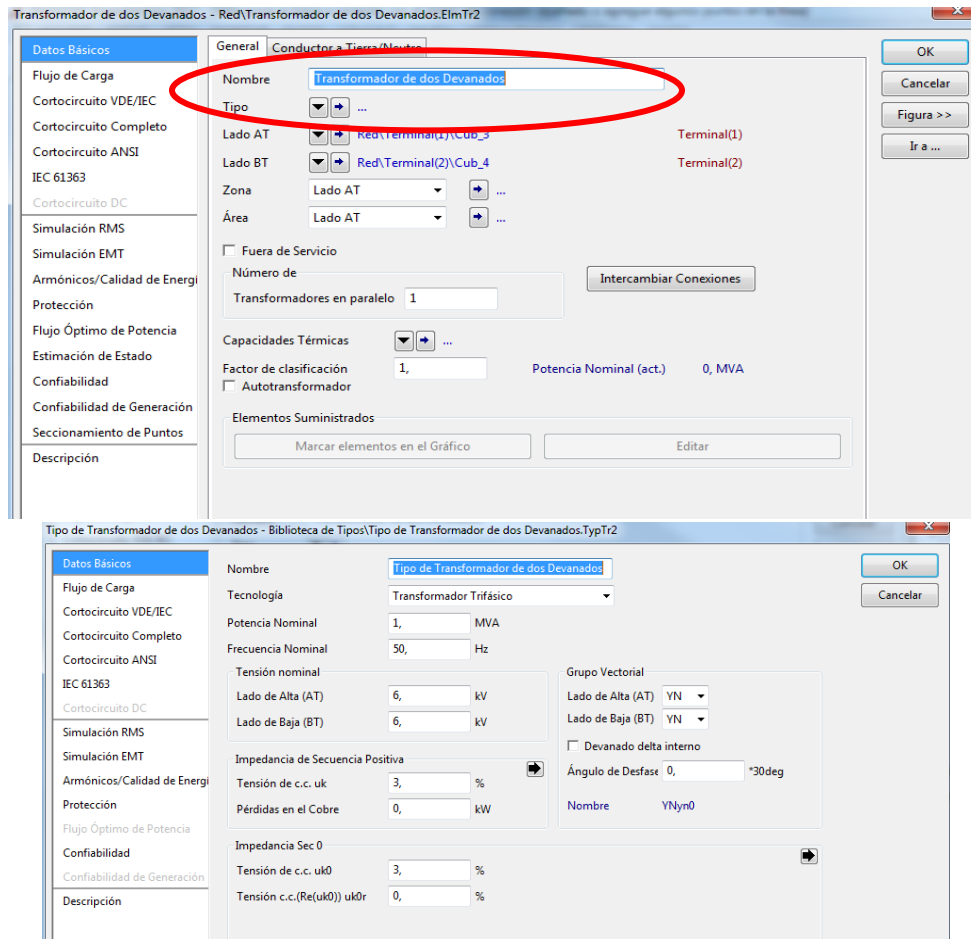 Transformador de dos Devanados - Red\Transformador de dos Devanados.ElmTr2
Datos Básicos
Flujo de Carga
Cortocircuito VDE/IEC
Cortocircuito Completo
Cortocircuito ANSI
IEC 61363
Cortocircuito DC
Simulación RMS
Simulación EMT
Armónicos/Calidad de Energí
Protección
Flujo Óptimo de Potencia
Estimación de Estado
Confiabilidad
Confiabilidad de Generación
Seccionamiento de Puntos
Descripción
General Conductor a Tierra/Neutro
Nombre Transformador de dos Devanados
Tipo ...
Lado AT Red\Terminal(1)\Cub_3 Terminal(1)
Lado BT Red\Terminal(2)\Cub_4 Terminal(2)
Zona Lado AT ...
Área Lado AT ...
Fuera de Servicio
Número de
Transformadores en paralelo 1
Intercambiar Conexiones
Capacidades Térmicas ...
Factor de clasificación 1, Potencia Nominal (act.) 0, MVA
Autotransformador
Elementos Suministrados
Marcar elementos en el Gráfico Editar
OK
Cancelar
Figura >>
Ir a ...
Tipo de Transformador de dos Devanados - Biblioteca de Tipos\Tipo de Transformador de dos Devanados.TypTr2
Datos Básicos
Flujo de Carga
Cortocircuito VDE/IEC
Cortocircuito Completo
Cortocircuito ANSI
IEC 61363
Cortocircuito DC
Simulación RMS
Simulación EMT
Armónicos/Calidad de Energí
Protección
Flujo Óptimo de Potencia
Confiabilidad
Confiabilidad de Generación
Descripción
Nombre Tipo de Transformador de dos Devanados
Tecnología Transformador Trifásico
Potencia Nominal 1, MVA
Frecuencia Nominal 50, Hz
Tensión nominal
Lado de Alta (AT) 6, kV
Lado de Baja (BT) 6, kV
Impedancia de Secuencia Positiva
Tensión de c.c. uk 3, %
Pérdidas en el Cobre 0, kW
Grupo Vectorial
Lado de Alta (AT) YN
Lado de Baja (BT) YN
Devanado delta interno
Ángulo de Desfase 0, *30deg
Nombre YNyn0
Impedancia Sec 0
Tensión de c.c. uk0 3, %
Tensión c.c.(Re(uk0)) uk0r 0, %
OK
Cancelar